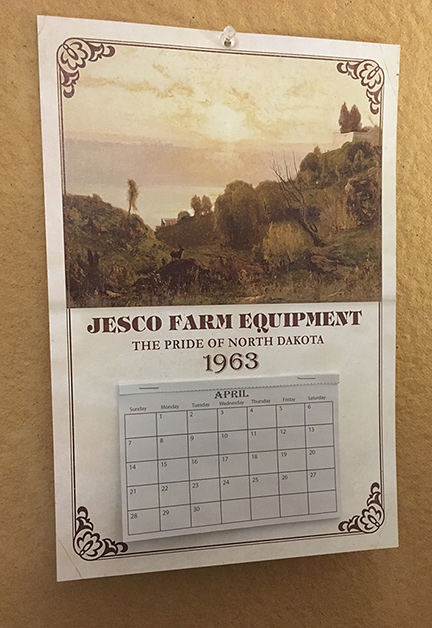 JESCO FARM EQUIPMENT
THE PRIDE OF NORTH DAKOTA
1963
APRIL
Sunday Monday Tuesday Wednesday Thursday Friday Saturday
1 2 3 4 5 6
7 8 9 10 11 12 13
14 15 16 17 18 19 20
21 22 23 24 25 26 27
28 29 30